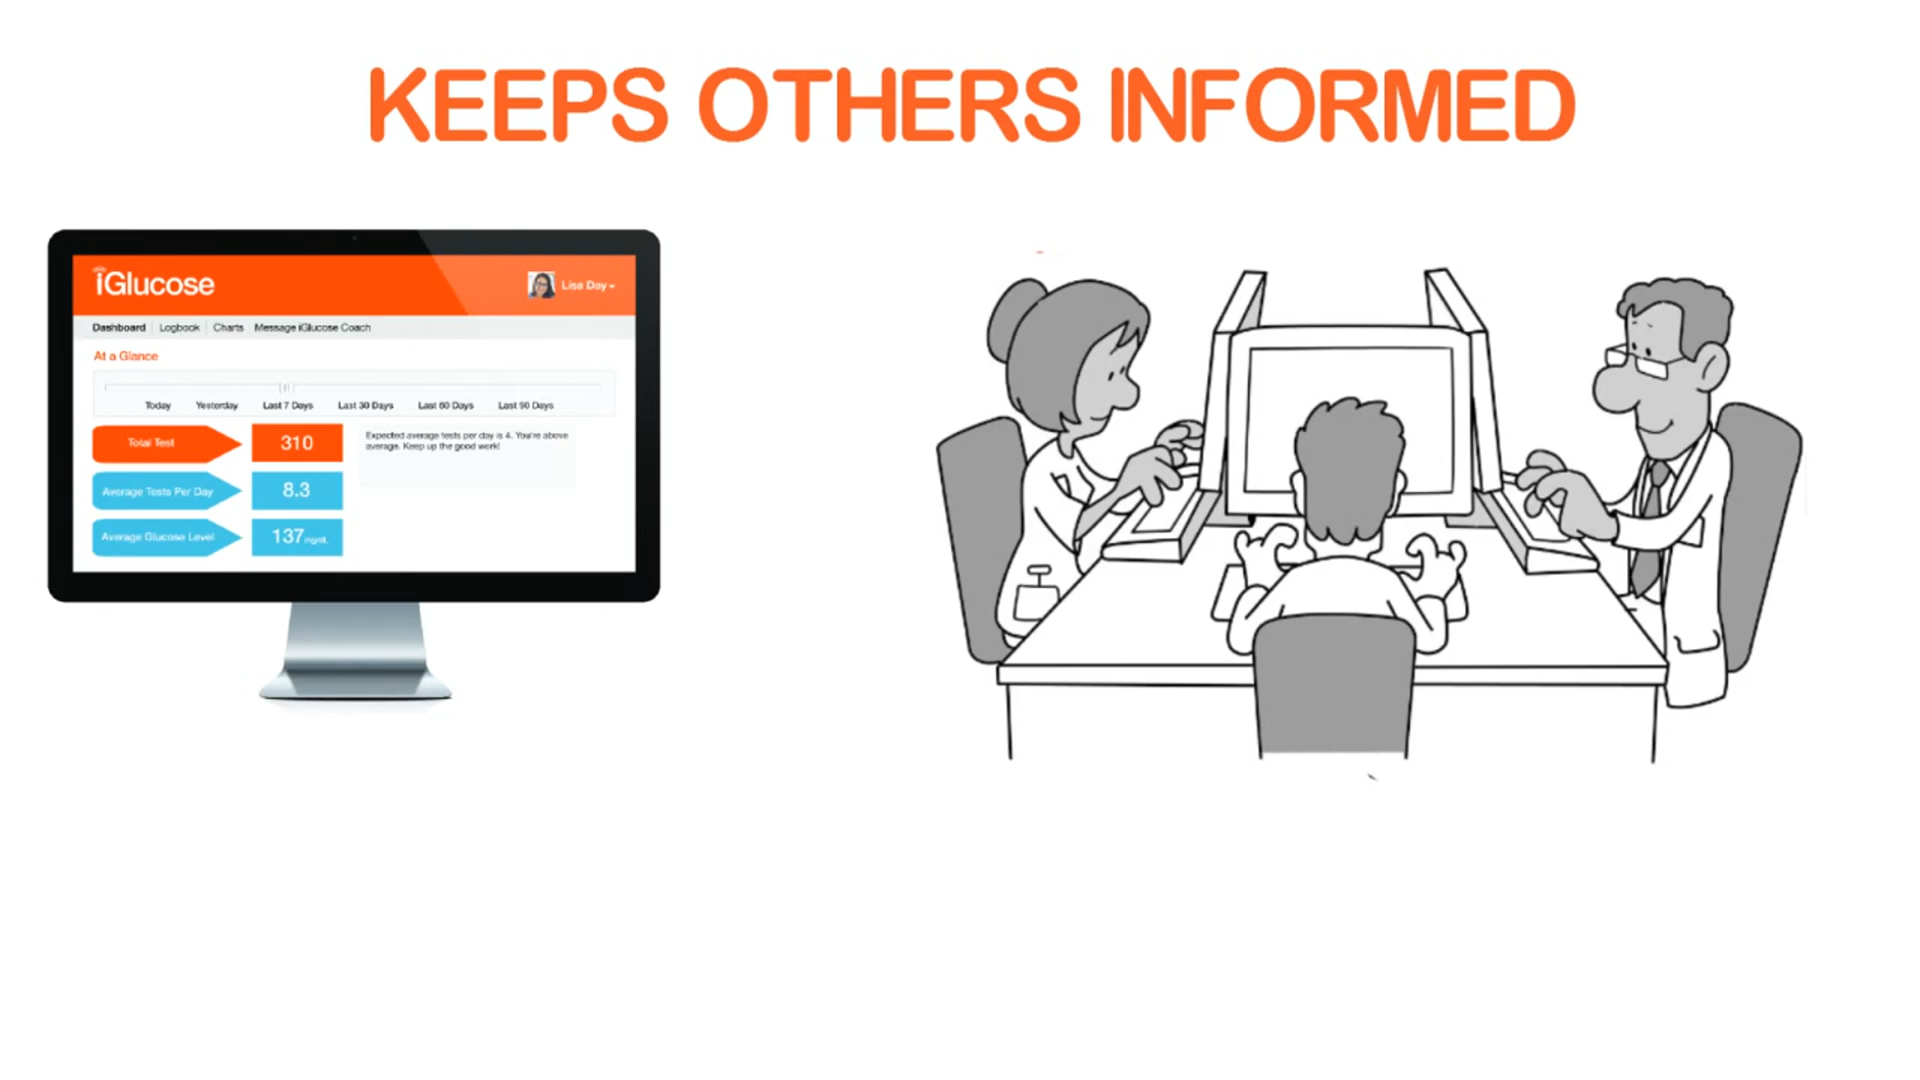 KEEPS OTHERS INFORMED
iGlucose
Lisa Day
Dashboard Logbook Charts Message iGlucose Coach
At a Glance
Today Yesterday Last 7 Days Last 30 Days Last 60 Days Last 90 Days
Total Test 310
Expected average tests per day is 4. You're above
average. Keep up the good work!
Average Tests Per Day 8.3
Average Glucose Level 137 mg/dL